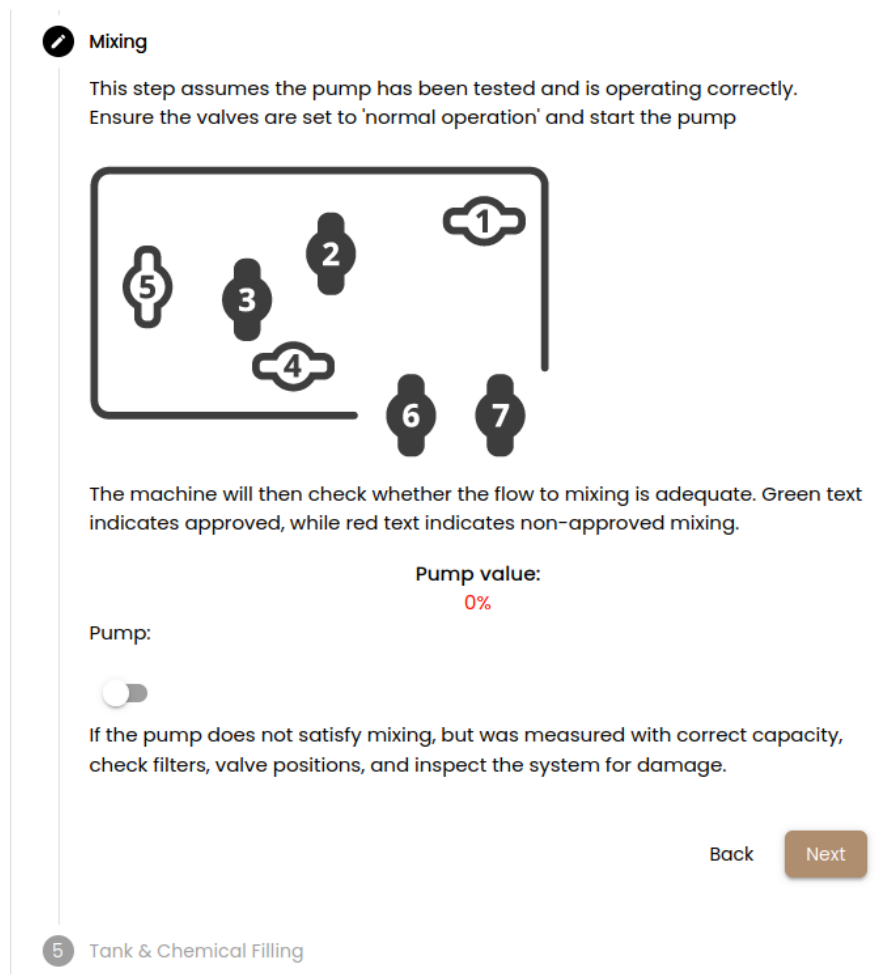 Mixing
This step assumes the pump has been tested and is operating correctly.
Ensure the valves are set to 'normal operation' and start the pump
1
2
5
3
4
6
7
The machine will then check whether the flow to mixing is adequate. Green text
indicates approved, while red text indicates non-approved mixing.
Pump value:
0%
Pump:
If the pump does not satisfy mixing, but was measured with correct capacity,
check filters, valve positions, and inspect the system for damage.
Back Next
5 Tank & Chemical Filling